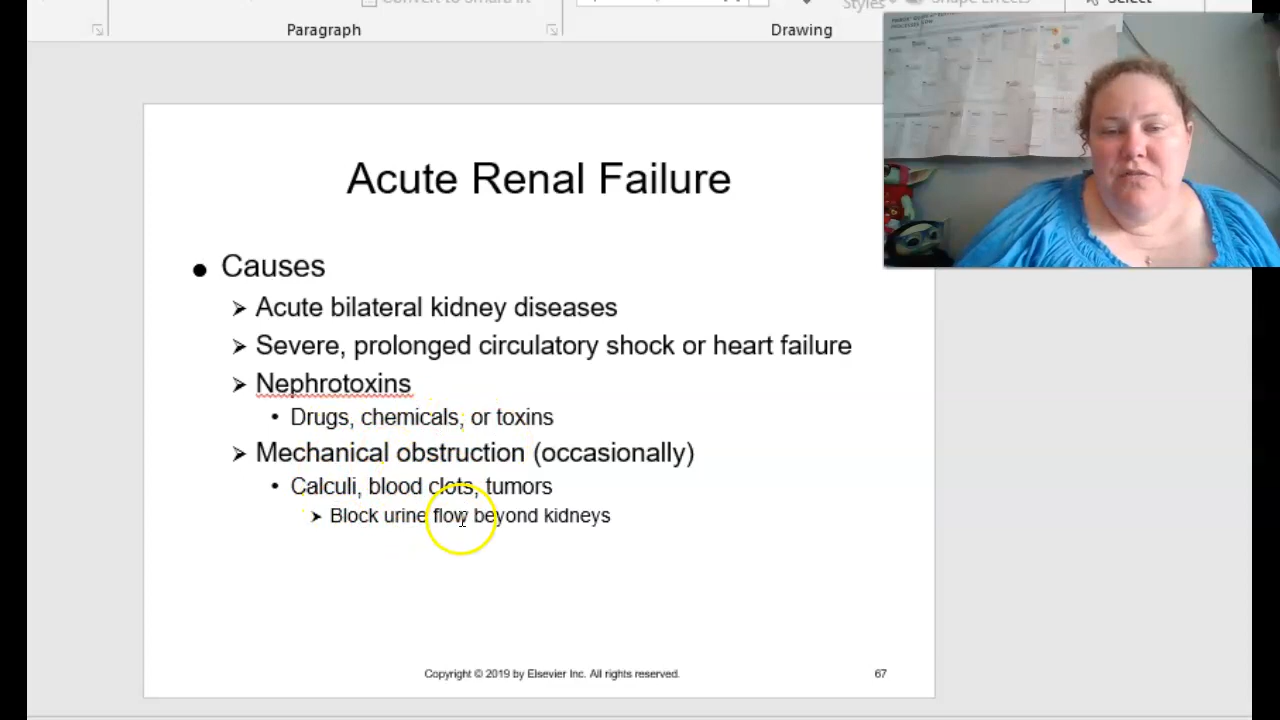 Styles
Select
Paragraph
Drawing
Acute Renal Failure
● Causes
➢ Acute bilateral kidney diseases
➢ Severe, prolonged circulatory shock or heart failure
➢ Nephrotoxins
• Drugs, chemicals, or toxins
➢ Mechanical obstruction (occasionally)
• Calculi, blood clots, tumors
➢ Block urine flow beyond kidneys
Copyright © 2019 by Elsevier Inc. All rights reserved.
67